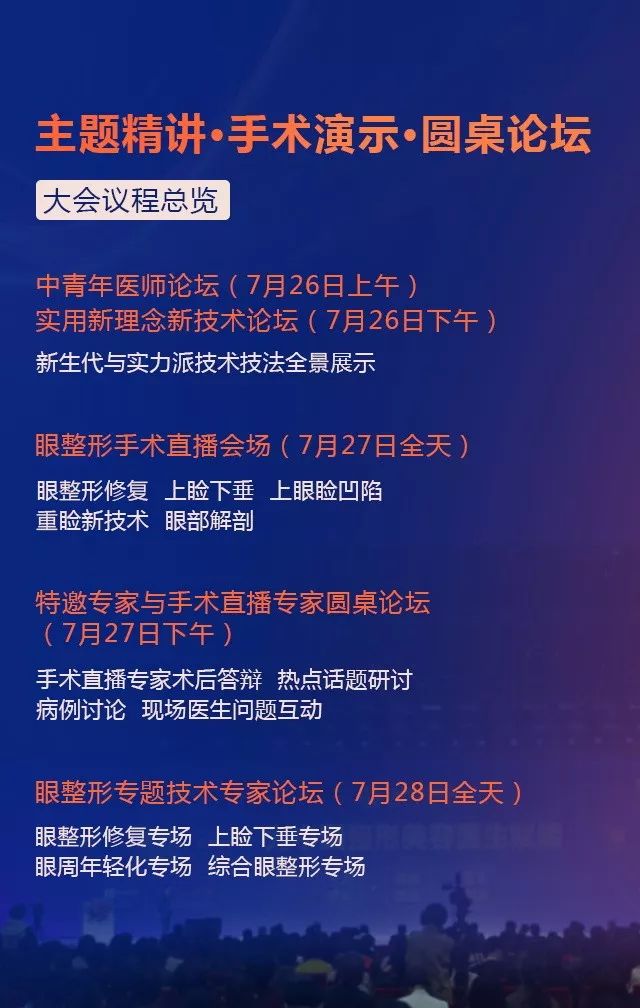 主题精讲·手术演示·圆桌论坛
大会议程总览
中青年医师论坛（7月26日上午）
实用新理念新技术论坛（7月26日下午）
新生代与实力派技术技法全景展示
眼整形手术直播会场（7月27日全天）
眼整形修复 上睑下垂 上眼睑凹陷
重睑新技术 眼部解剖
特邀专家与手术直播专家圆桌论坛
（7月27日下午）
手术直播专家术后答辩 热点话题研讨
病例讨论 现场医生问题互动
眼整形专题技术专家论坛（7月28日全天）
眼整形修复专场 上睑下垂专场
眼周年轻化专场 综合眼整形专场